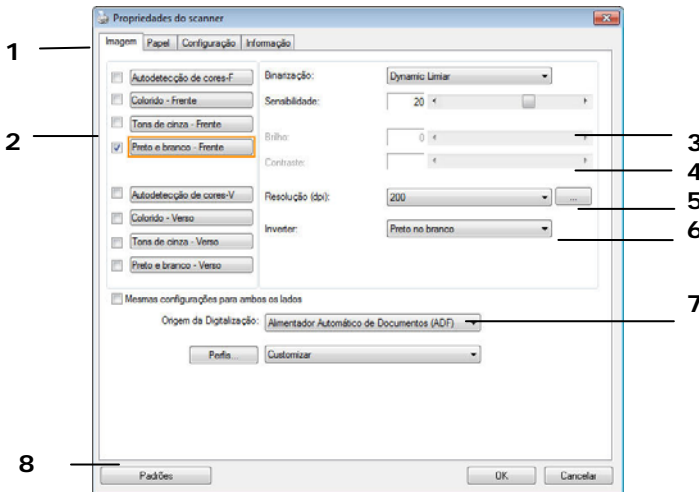 Propriedades do scanner
1
Imagem Papel Configuração Informação
Autodetecção de cores-F
Binarização: Dynamic Limiar
Colorido - Frente
Sensibilidade: 20
Tons de cinza - Frente
2
Preto e branco - Frente
Brilho: 0
3
Contraste:
4
Autodetecção de cores-V
Resolução (dpi): 200 ...
5
Colorido - Verso
Inverter: Preto no branco
6
Tons de cinza - Verso
Preto e branco - Verso
Mesmas configurações para ambos os lados
7
Origem da Digitalização: Alimentador Automático de Documentos (ADF)
Perfis... Customizar
8
Padrões OK Cancelar